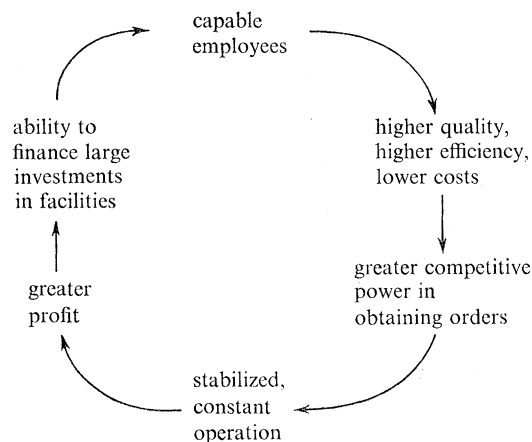 capable
employees
higher quality,
higher efficiency,
lower costs
greater competitive
power in
obtaining orders
stabilized,
constant
operation
greater
profit
ability to
finance large
investments
in facilities